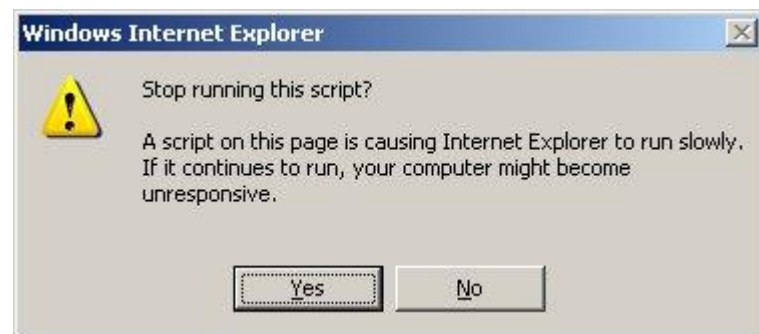 Windows Internet Explorer
Stop running this script?
A script on this page is causing Internet Explorer to run slowly.
If it continues to run, your computer might become
unresponsive.
Yes No